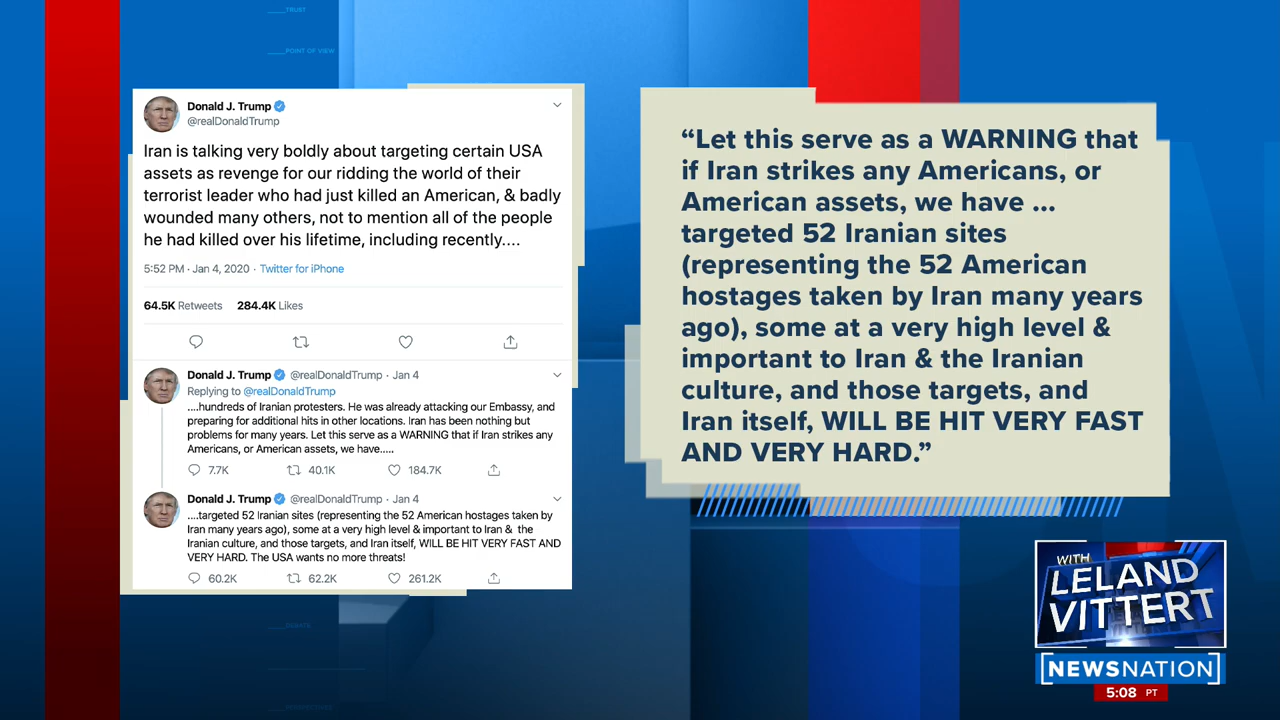 TRUST
POINT OF VIEW
Donald J. Trump
@realDonaldTrump
Iran is talking very boldly about targeting certain USA
assets as revenge for our ridding the world of their
terrorist leader who had just killed an American, & badly
wounded many others, not to mention all of the people
he had killed over his lifetime, including recently....
5:52 PM · Jan 4, 2020 · Twitter for iPhone
64.5K Retweets 284.4K Likes
Donald J. Trump @realDonaldTrump · Jan 4
Replying to @realDonaldTrump
....hundreds of Iranian protesters. He was already attacking our Embassy, and
preparing for additional hits in other locations. Iran has been nothing but
problems for many years. Let this serve as a WARNING that if Iran strikes any
Americans, or American assets, we have.....
7.7K 40.1K 184.7K
Donald J. Trump @realDonaldTrump · Jan 4
....targeted 52 Iranian sites (representing the 52 American hostages taken by
Iran many years ago), some at a very high level & important to Iran & the
Iranian culture, and those targets, and Iran itself, WILL BE HIT VERY FAST AND
VERY HARD. The USA wants no more threats!
60.2K 62.2K 261.2K
“Let this serve as a WARNING that
if Iran strikes any Americans, or
American assets, we have ...
targeted 52 Iranian sites
(representing the 52 American
hostages taken by Iran many years
ago), some at a very high level &
important to Iran & the Iranian
culture, and those targets, and
Iran itself, WILL BE HIT VERY FAST
AND VERY HARD.”
DEBATE
WITH
LELAND
VITTERT
NEWSNATION
5:08 PT